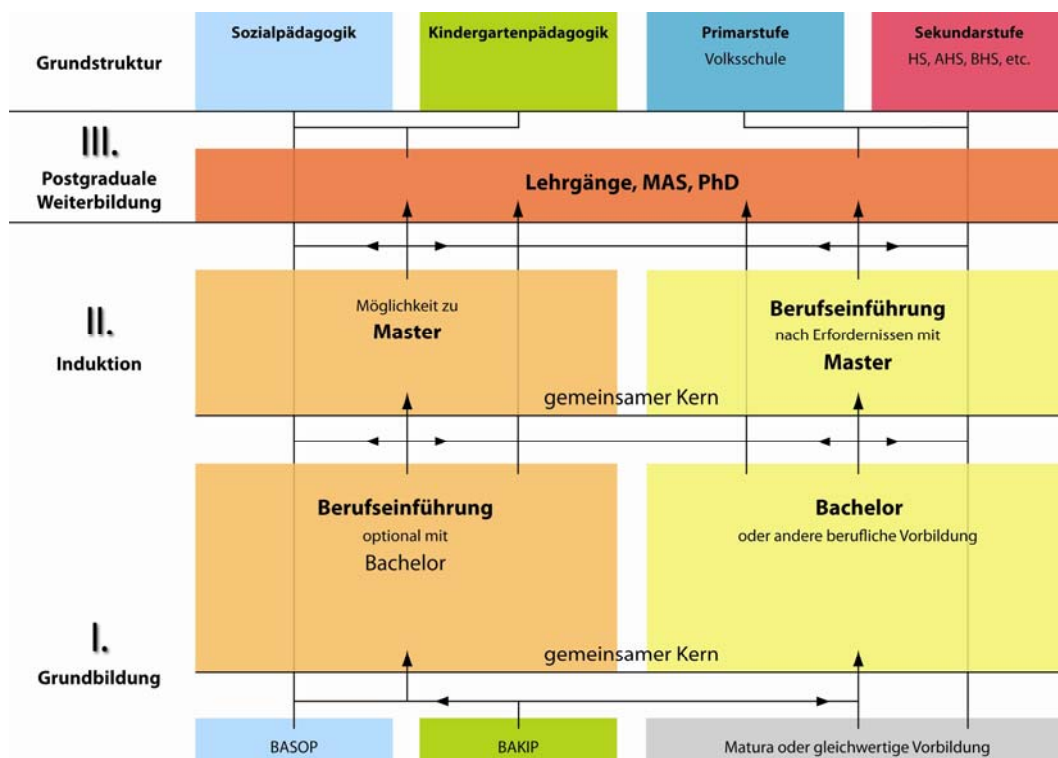 Grundstruktur
Sozialpädagogik
Kindergartenpädagogik
Primarstufe
Volksschule
Sekundarstufe
HS, AHS, BHS, etc.
III.
Postgraduale
Weiterbildung
Lehrgänge, MAS, PhD
II.
Induktion
Möglichkeit zu
Master
Berufseinführung
nach Erfordernissen mit
Master
gemeinsamer Kern
I.
Grundbildung
Berufseinführung
optional mit
Bachelor
Bachelor
oder andere berufliche Vorbildung
gemeinsamer Kern
BASOP
BAKIP
Matura oder gleichwertige Vorbildung